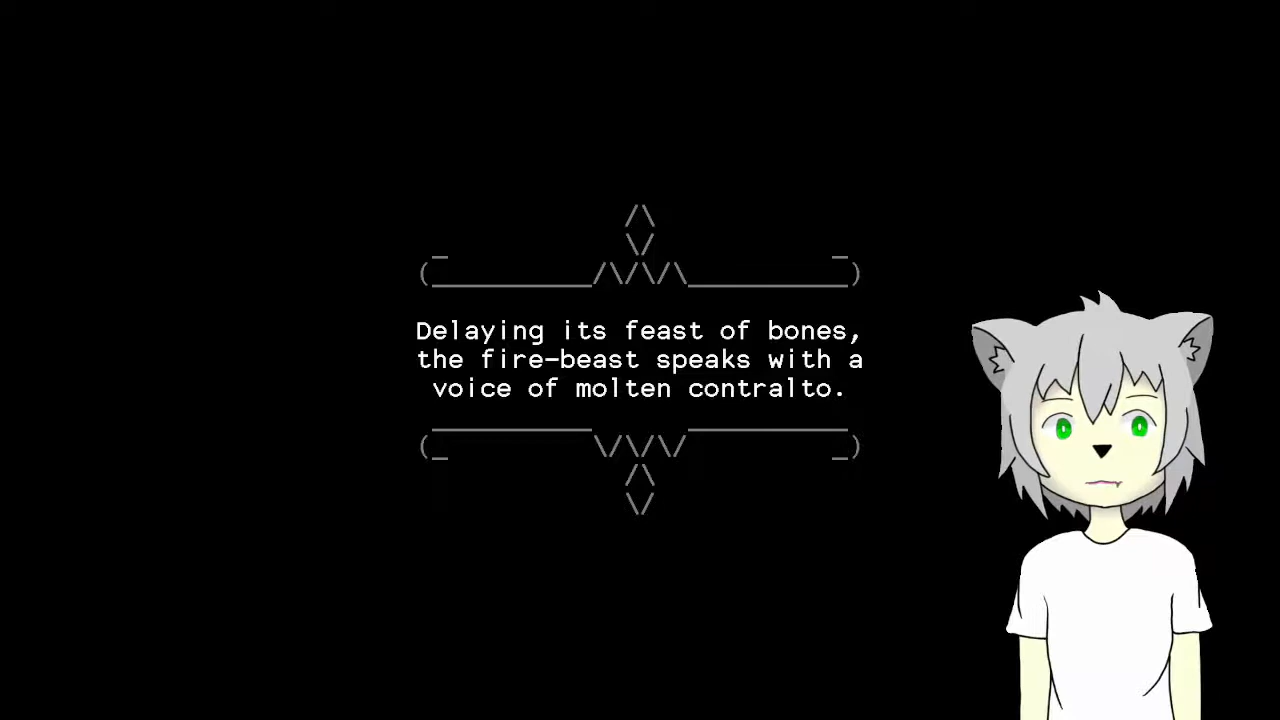 Delaying its feast of bones,
the fire-beast speaks with a
voice of molten contralto.